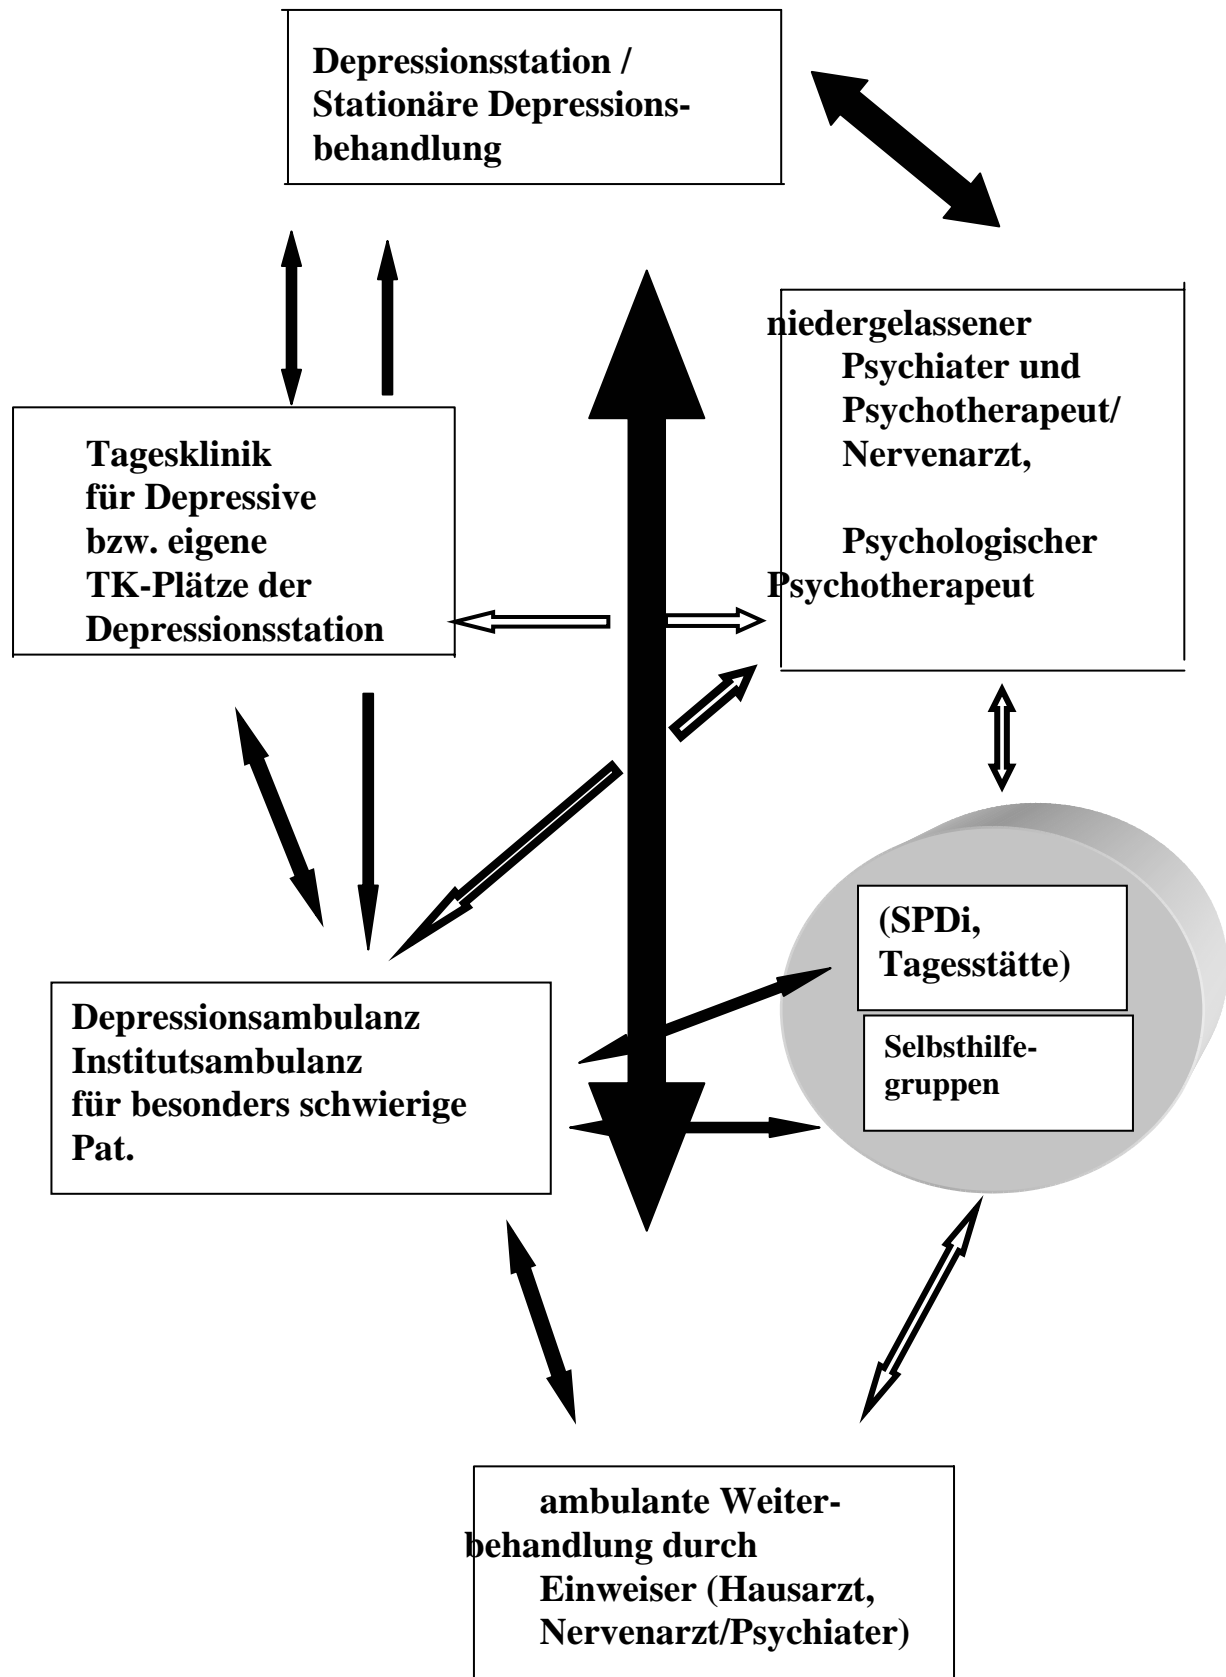 Depressionsstation /
Stationäre Depressions-
behandlung
niedergelassener
Psychiater und
Psychotherapeut/
Nervenarzt,
Psychologischer
Psychotherapeut
Tagesklinik
für Depressive
bzw. eigene
TK-Plätze der
Depressionsstation
(SPDi,
Tagesstätte)
Selbsthilfe-
gruppen
Depressionsambulanz
Institutsambulanz
für besonders schwierige
Pat.
ambulante Weiter-
behandlung durch
Einweiser (Hausarzt,
Nervenarzt/Psychiater)